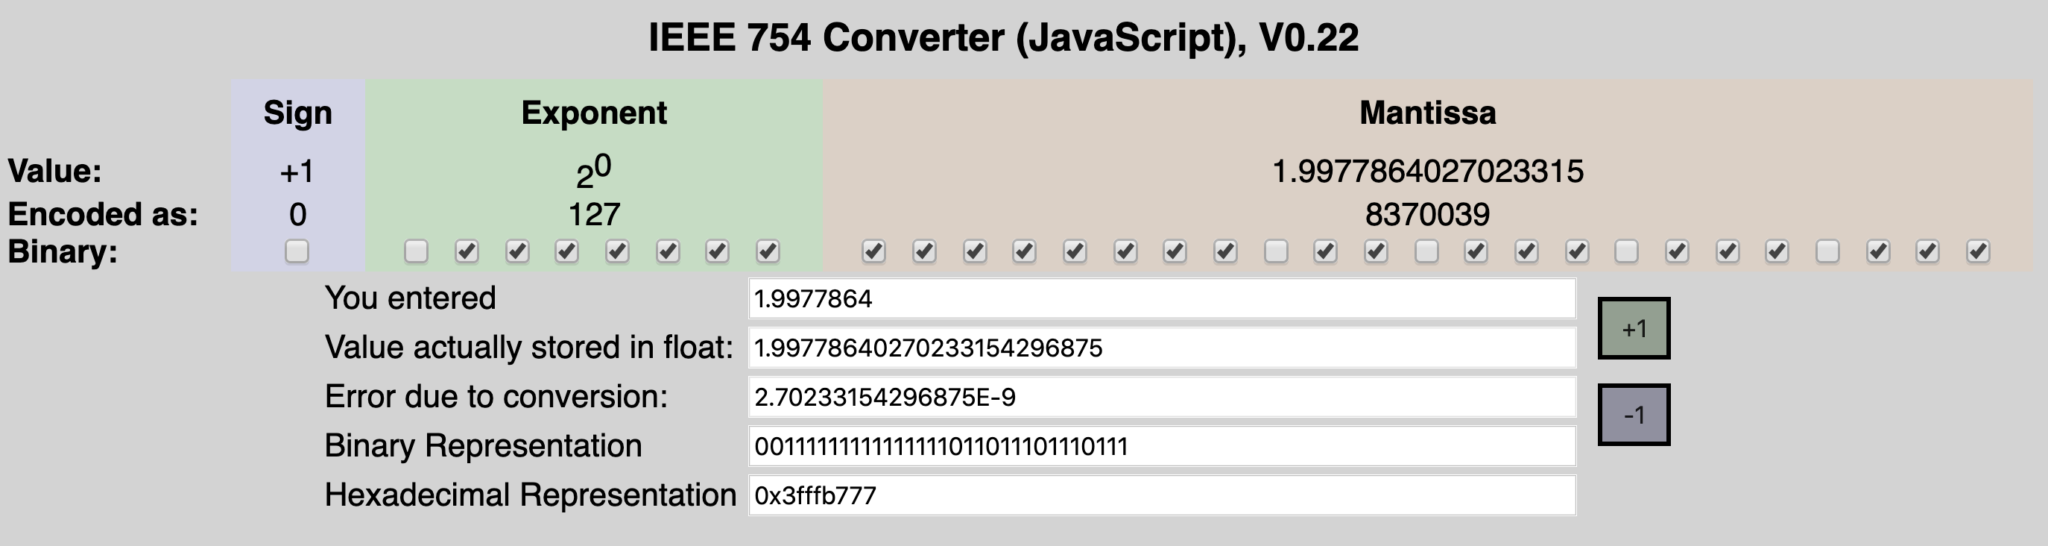 IEEE 754 Converter (JavaScript), V0.22
Sign Exponent Mantissa
Value: +1 2⁰ 1.9977864027023315
Encoded as: 0 127 8370039
Binary:
You entered 1.9977864
Value actually stored in float: 1.99778640270233154296875
Error due to conversion: 2.70233154296875E-9
Binary Representation 00111111111111111011011101110111
Hexadecimal Representation 0x3fffb777
+1
-1